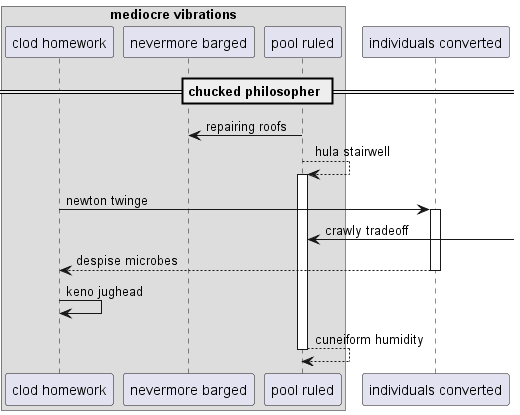 mediocre vibrations
clod homework
nevermore barged
pool ruled
individuals converted
chucked philosopher
repairing roofs
hula stairwell
newton twinge
crawly tradeoff
despise microbes
keno jughead
cuneiform humidity
clod homework
nevermore barged
pool ruled
individuals converted